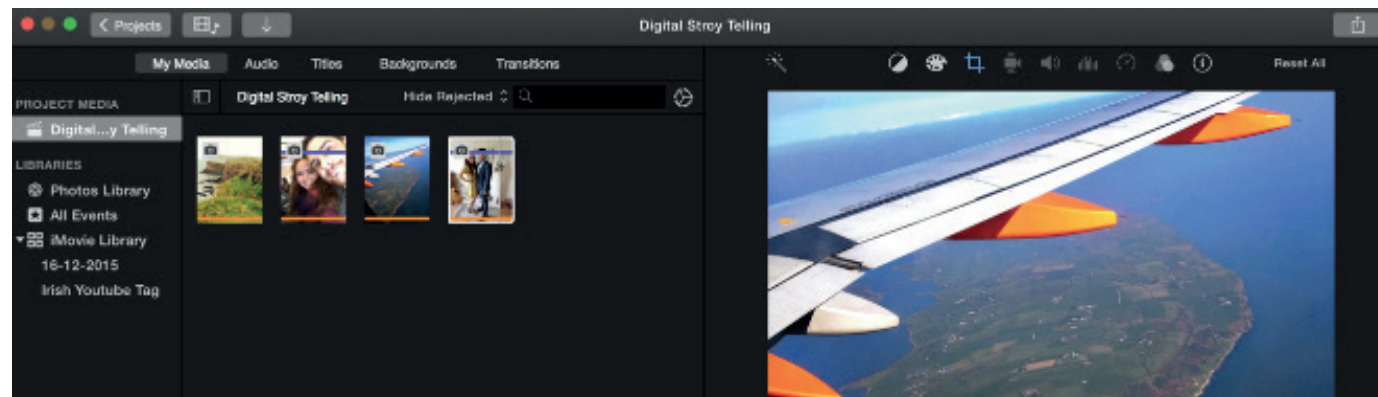 Projects
Digital Stroy Telling
My Media Audio Titles Backgrounds Transitions
Reset All
PROJECT MEDIA
Digital Stroy Telling Hide Rejected
Digital...y Telling
LIBRARIES
Photos Library
All Events
iMovie Library
16-12-2015
Irish Youtube Tag